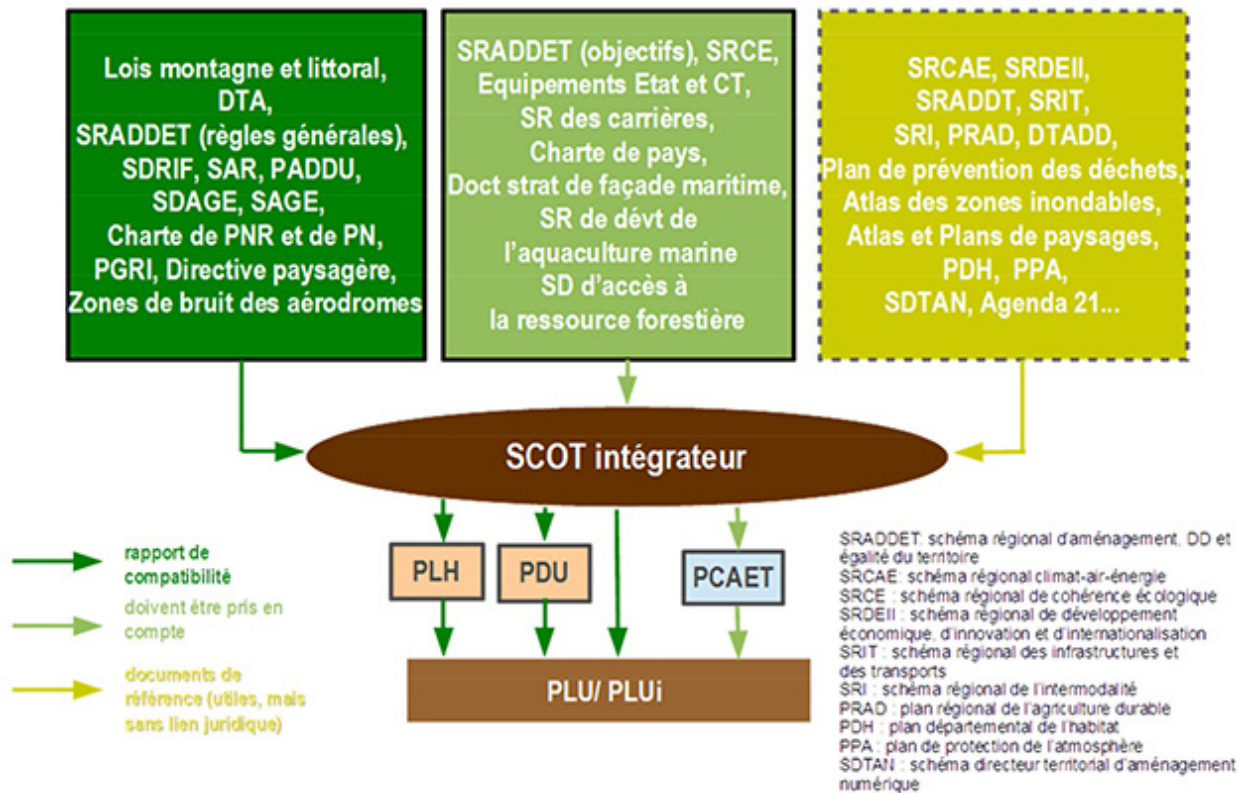 Lois montagne et littoral,
DTA,
SRADDET (règles générales),
SDRIF, SAR, PADDU,
SDAGE, SAGE,
Charte de PNR et de PN,
PGRI, Directive paysagère,
Zones de bruit des aérodromes
SRADDET (objectifs), SRCE,
Equipements Etat et CT,
SR des carrières,
Charte de pays,
Doct strat de façade maritime,
SR de dévt de
l'aquaculture marine
SD d'accès à
la ressource forestière
SRCAE, SRDEII,
SRADDT, SRIT,
SRI, PRAD, DTADD,
Plan de prévention des déchets,
Atlas des zones inondables,
Atlas et Plans de paysages,
PDH, PPA,
SDTAN, Agenda 21...
SCOT intégrateur
PLH
PDU
PCAET
PLU/ PLUi
rapport de
compatibilité
doivent être pris en
compte
documents de
référence (utiles, mais
sans lien juridique)
SRADDET: schéma régional d'aménagement, DD et
égalité du territoire
SRCAE: schéma régional climat-air-énergie
SRCE : schéma régional de cohérence écologique
SRDEII : schéma régional de développement
économique, d'innovation et d'internationalisation
SRIT : schéma régional des infrastructures et
des transports
SRI : schéma régional de l'intermodalité
PRAD : plan régional de l'agriculture durable
PDH : plan départemental de l'habitat
PPA : plan de protection de l'atmosphère
SDTAN : schéma directeur territorial d'aménagement
numérique